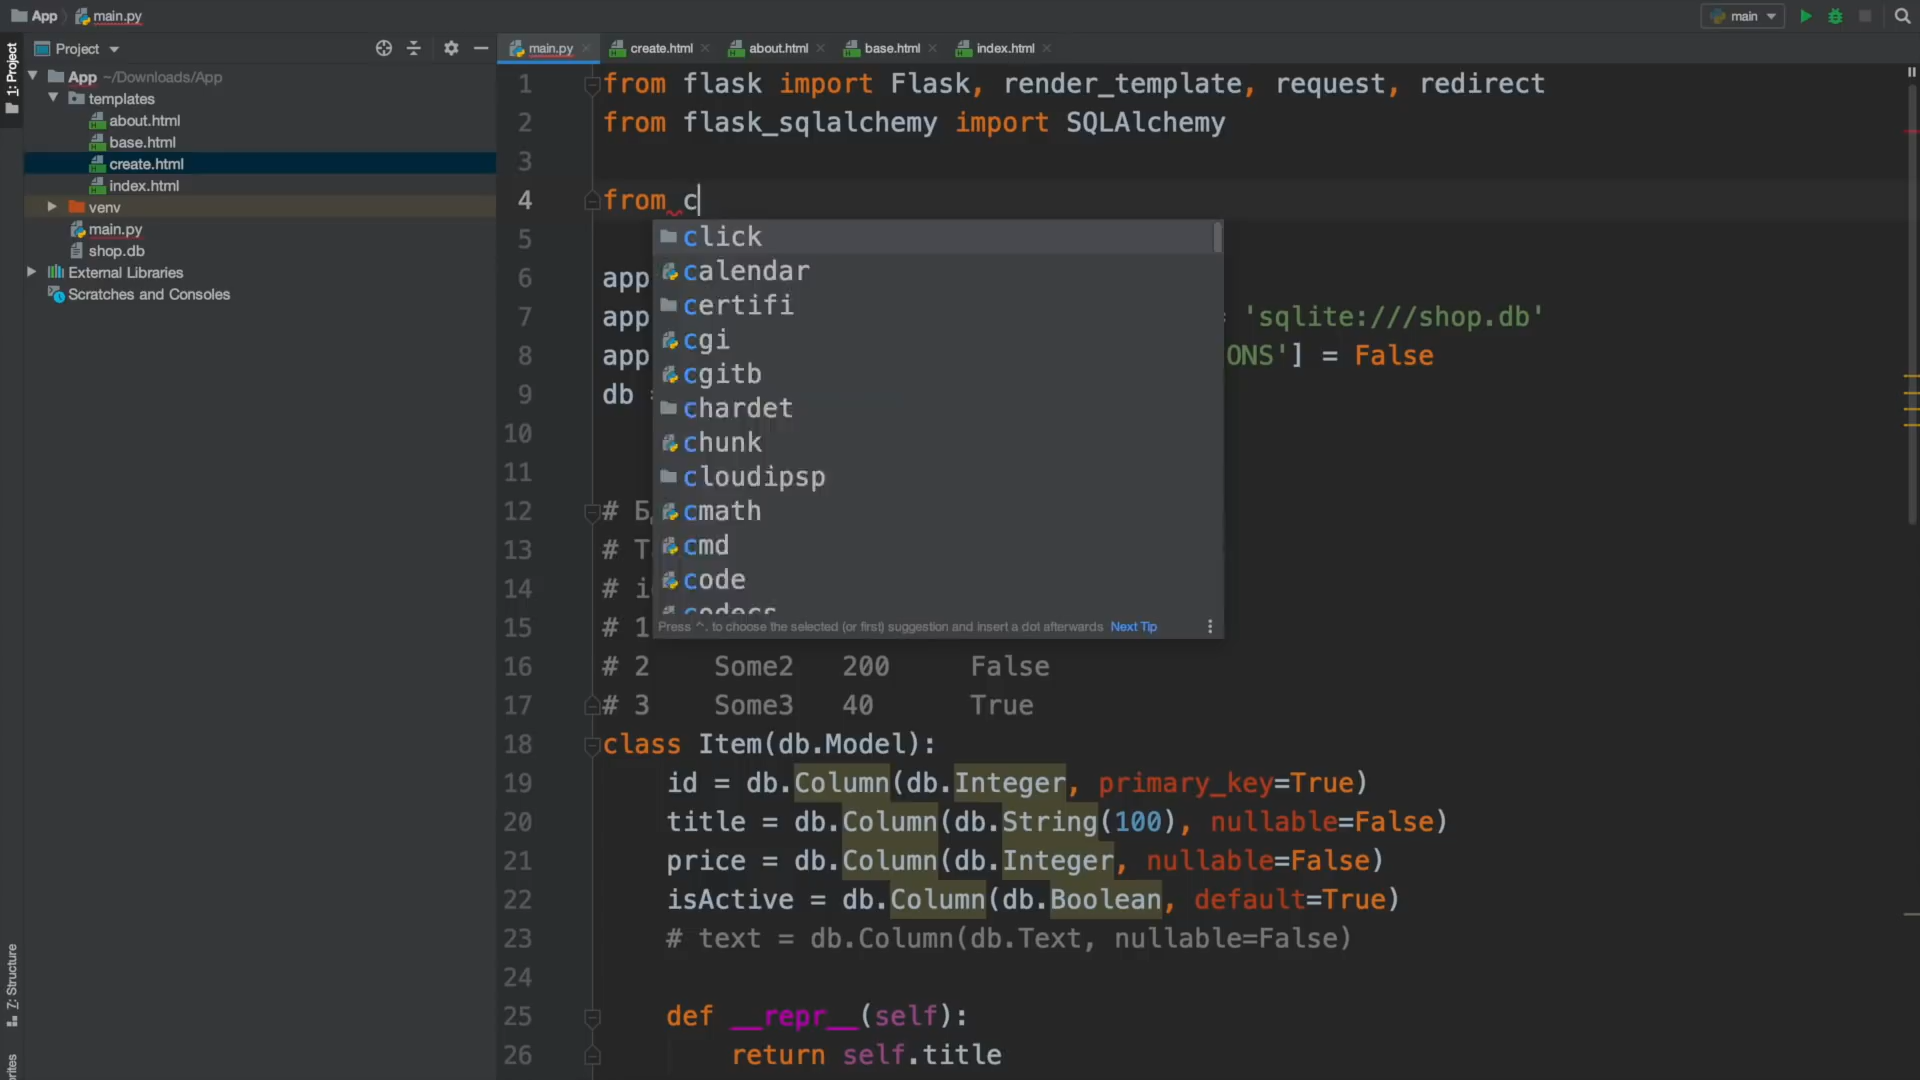 App
main.py
main
Project
main.py
create.html
about.html
base.html
index.html
1: Project
App ~/Downloads/App
templates
about.html
base.html
create.html
index.html
venv
main.py
shop.db
External Libraries
Scratches and Consoles
Z: Structure
1 from flask import Flask, render_template, request, redirect
2 from flask_sqlalchemy import SQLAlchemy
3
4 from c
5
6 app
7 app = 'sqlite:///shop.db'
8 app ONS'] = False
9 db =
10
11
12 # Б
13 # Т
14 # i
15 # 1
16 # 2 Some2 200 False
17 # 3 Some3 40 True
18 class Item(db.Model):
19 id = db.Column(db.Integer, primary_key=True)
20 title = db.Column(db.String(100), nullable=False)
21 price = db.Column(db.Integer, nullable=False)
22 isActive = db.Column(db.Boolean, default=True)
23 # text = db.Column(db.Text, nullable=False)
24
25 def __repr__(self):
26 return self.title
click
calendar
certifi
cgi
cgitb
chardet
chunk
cloudipsp
cmath
cmd
code
codecs
Press ^. to choose the selected (or first) suggestion and insert a dot afterwards Next Tip